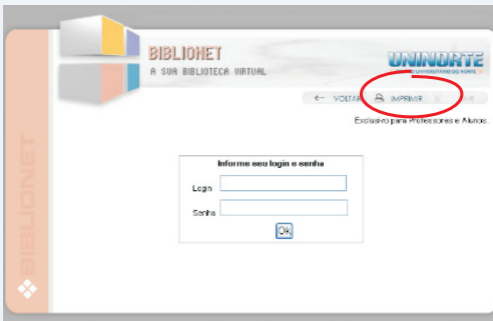 BIBLIONET
A SUA BIBLIOTECA VIRTUAL
UNINORTE
← VOLTAR IMPRIMIR X
Exclusivo para Professores e Alunos
Informe seu login e senha
Login
Senha
Ok
BIBLIONET